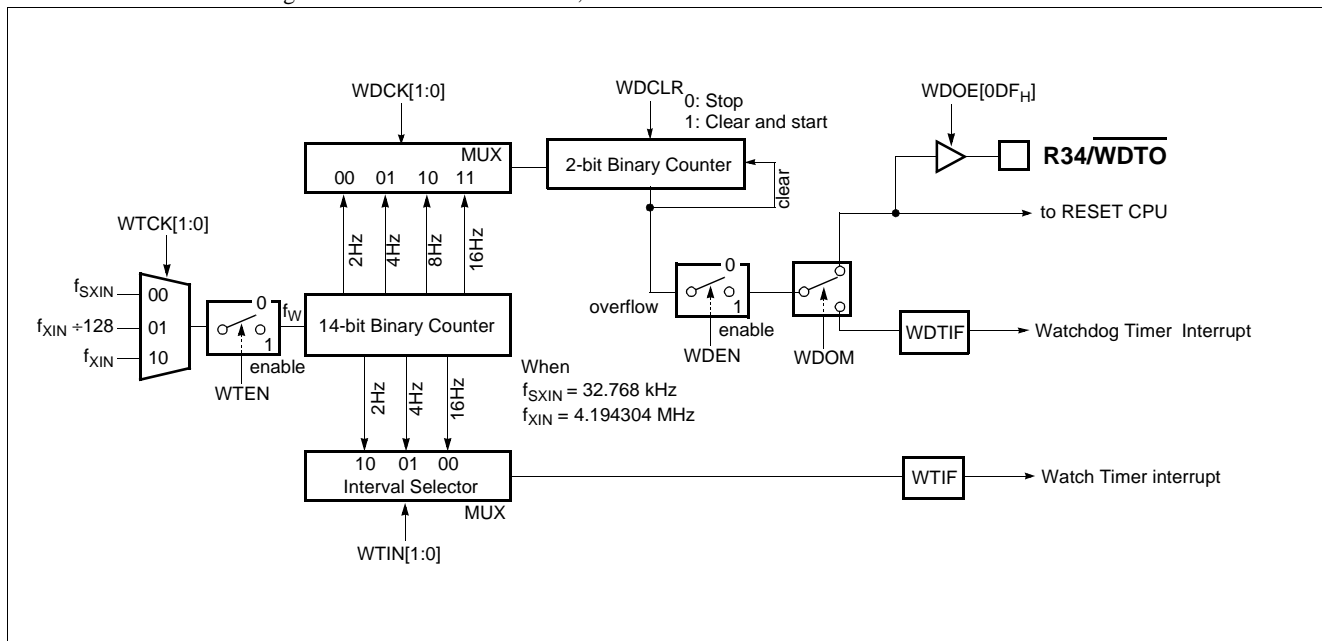 WDCK[1:0]
WDCLR
0: Stop
1: Clear and start
WDOE[0DFH]
MUX
00 01 10 11
2-bit Binary Counter
clear
R34/WDTO
to RESET CPU
WTCK[1:0]
2Hz
4Hz
8Hz
16Hz
fSXIN
00
fXIN ÷128
01
fXIN
10
0
1
enable
WTEN
fW
14-bit Binary Counter
overflow
0
1
enable
WDEN
WDOM
WDTIF
Watchdog Timer Interrupt
When
fSXIN = 32.768 kHz
fXIN = 4.194304 MHz
2Hz
4Hz
16Hz
10 01 00
Interval Selector
MUX
WTIN[1:0]
WTIF
Watch Timer interrupt